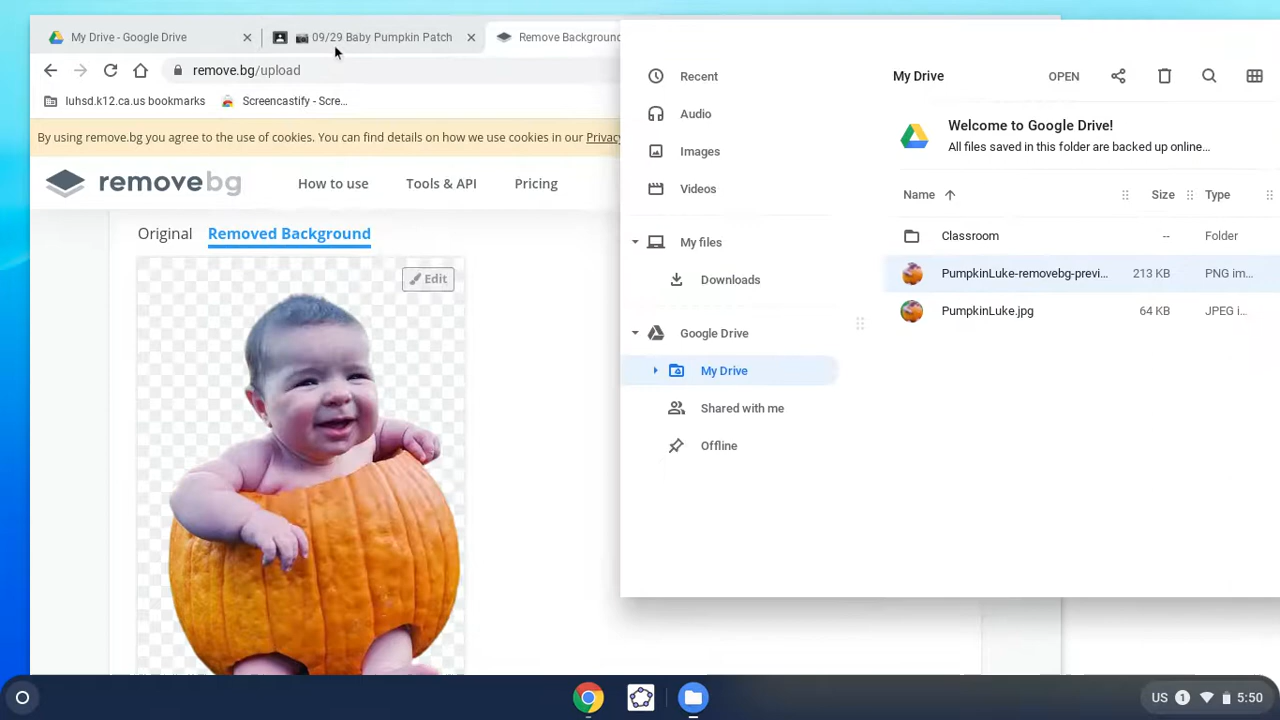 My Drive - Google Drive
09/29 Baby Pumpkin Patch
Remove Background
remove.bg/upload
luhsd.k12.ca.us bookmarks
Screencastify - Scre...
By using remove.bg you agree to the use of cookies. You can find details on how we use cookies in our Privacy
removebg
How to use
Tools & API
Pricing
Original
Removed Background
Edit
Recent
Audio
Images
Videos
My files
Downloads
Google Drive
My Drive
Shared with me
Offline
My Drive
OPEN
Welcome to Google Drive!
All files saved in this folder are backed up online...
Name
Size
Type
Classroom
--
Folder
PumpkinLuke-removebg-previ...
213 KB
PNG im...
PumpkinLuke.jpg
64 KB
JPEG i...
US
1
5:50